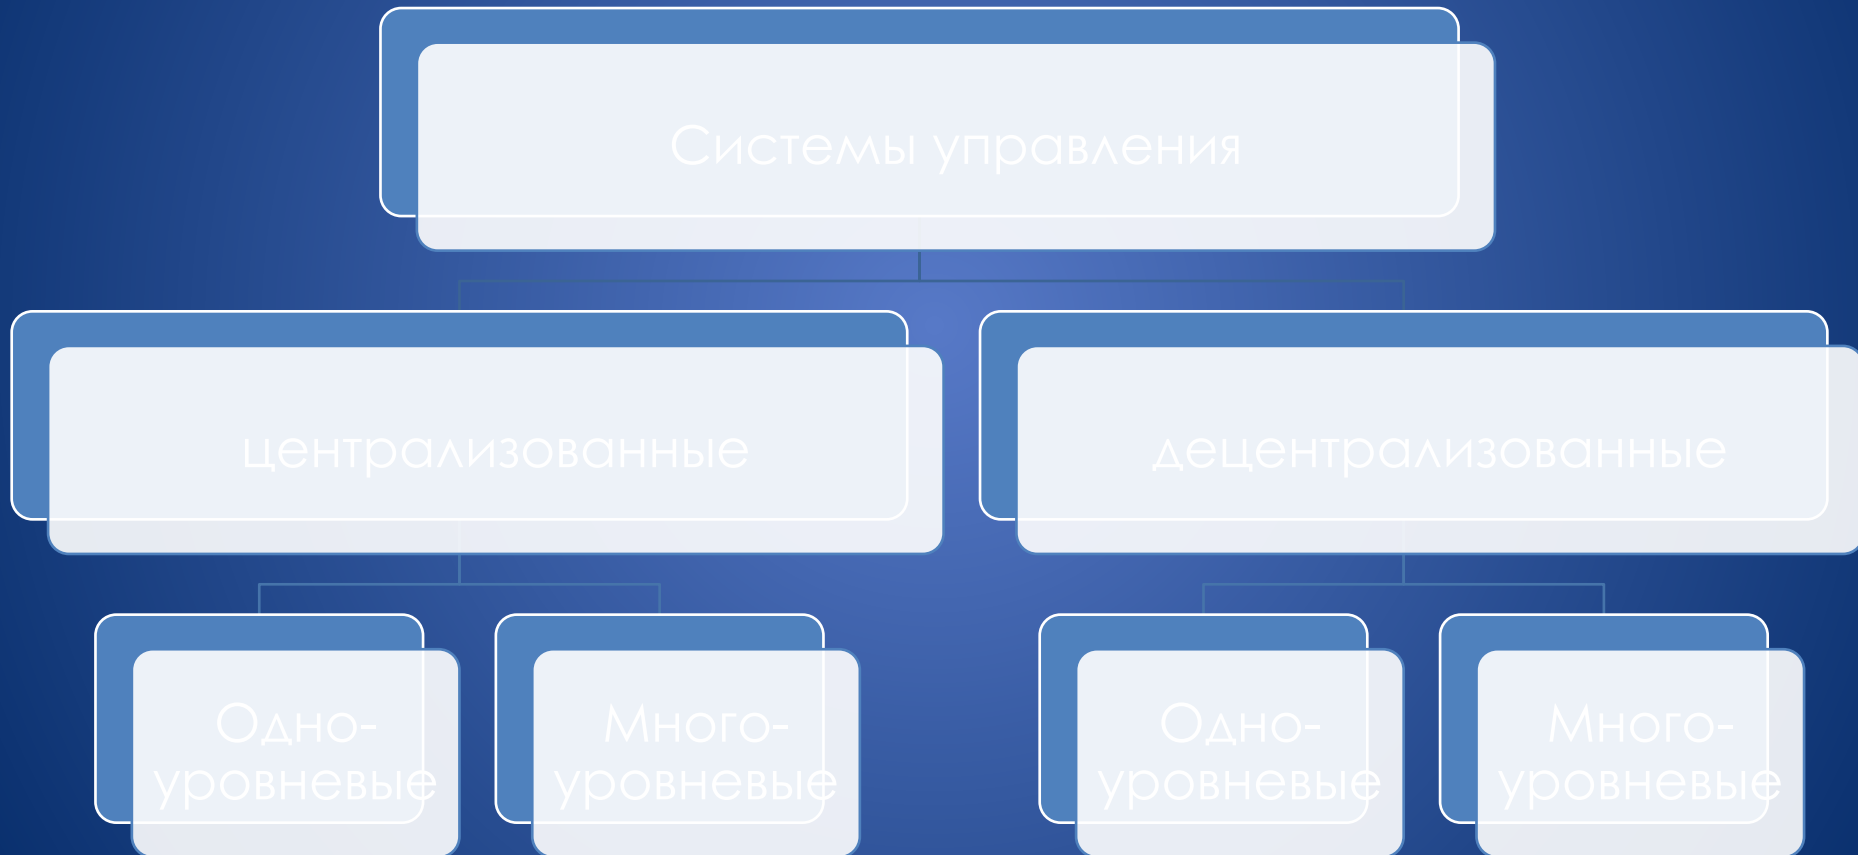 Системы управления
централизованные
децентрализованные
Одно-
уровневые
Много-
уровневые
Одно-
уровневые
Много-
уровневые